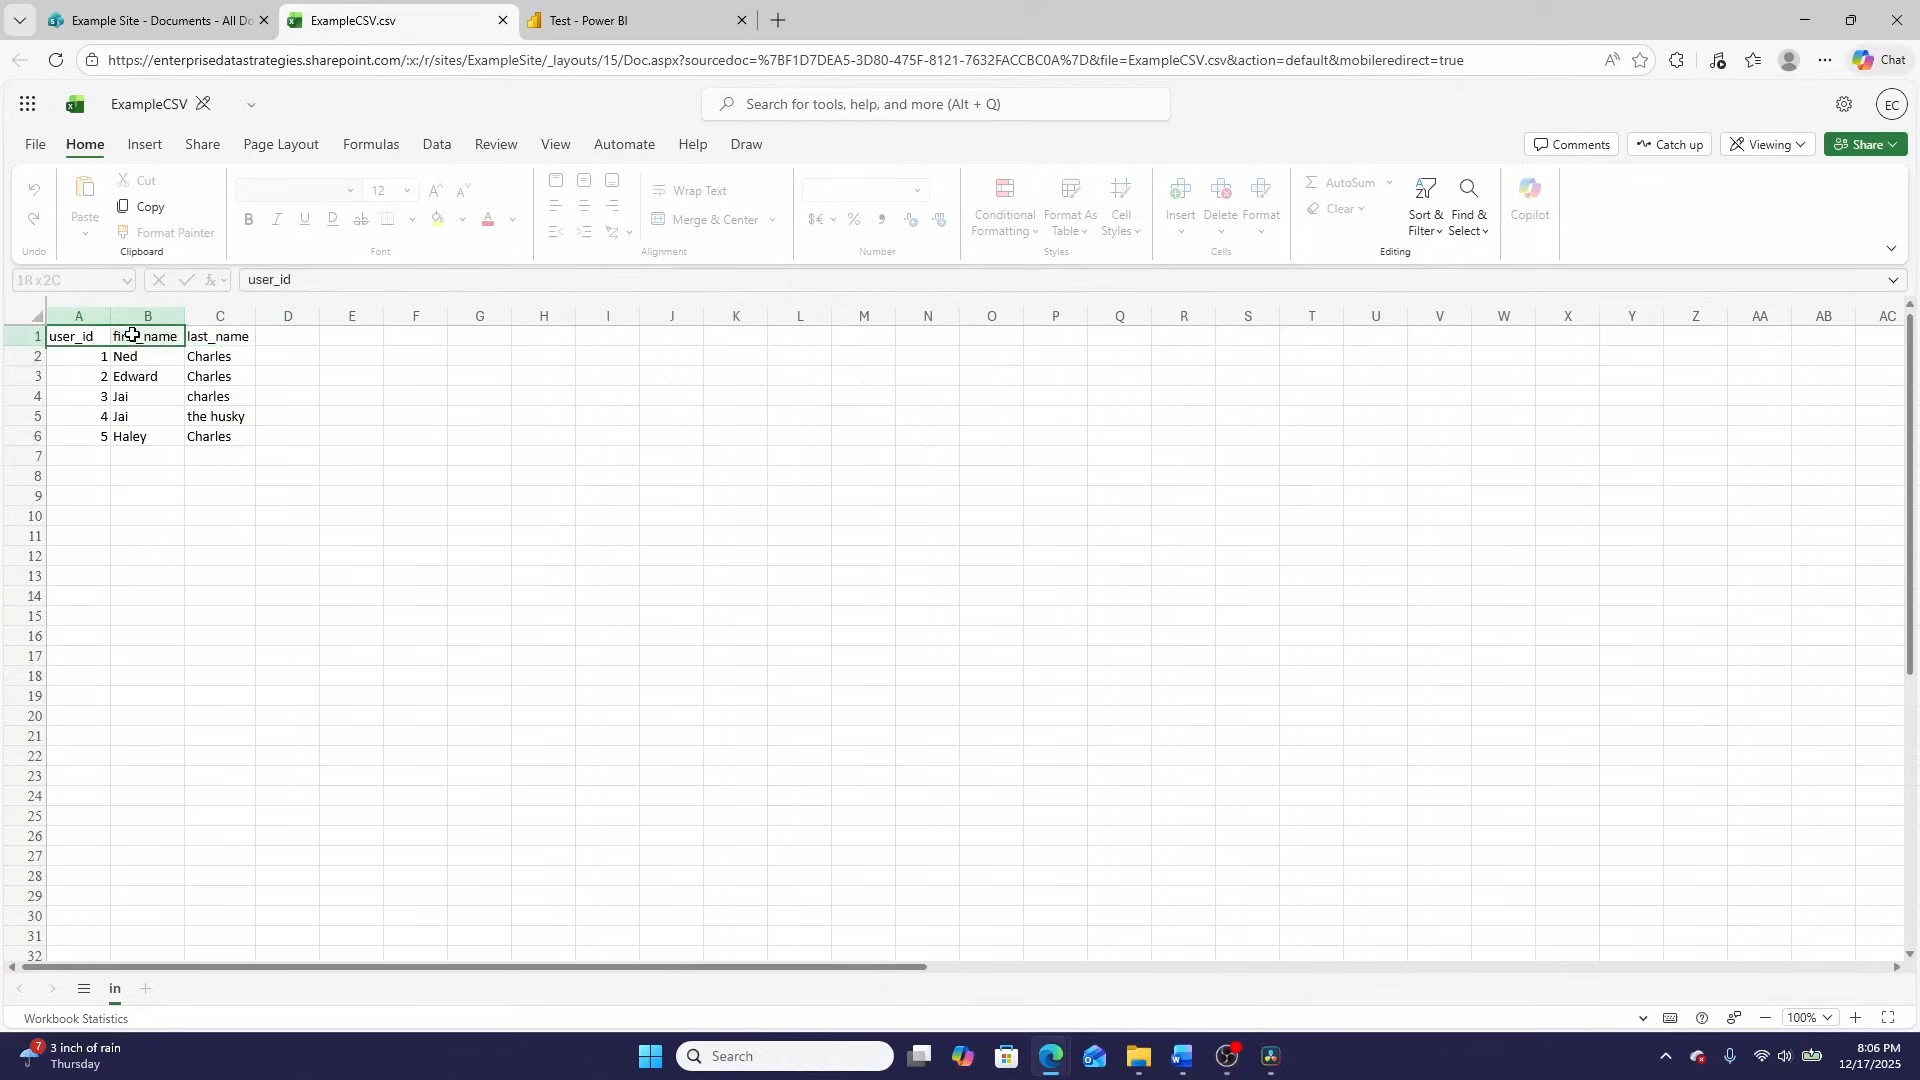 Example Site - Documents - All Do
ExampleCSV.csv
Test - Power BI
https://enterprisedatastrategies.sharepoint.com/:x:/r/sites/ExampleSite/_layouts/15/Doc.aspx?sourcedoc=%7BF1D7DEA5-3D80-475F-8121-7632FACCBC0A%7D&file=ExampleCSV.csv&action=default&mobileredirect=true
Chat
ExampleCSV
Search for tools, help, and more (Alt + Q)
EC
File Home Insert Share Page Layout Formulas Data Review View Automate Help Draw
Comments Catch up Viewing Share
Cut
Copy
Format Painter
Paste
12
Wrap Text
Merge & Center
Conditional Formatting
Format As Table
Cell Styles
Insert Delete Format
AutoSum
Clear
Sort & Filter
Find & Select
Copilot
Undo Clipboard Font Alignment Number Styles Cells Editing
1R x 2C
fx
user_id
A B C D E F G H I J K L M N O P Q R S T U V W X Y Z AA AB AC
1 user_id first_name last_name
2 1 Ned Charles
3 2 Edward Charles
4 3 Jai charles
5 4 Jai the husky
6 5 Haley Charles
7
8
9
10
11
12
13
14
15
16
17
18
19
20
21
22
23
24
25
26
27
28
29
30
31
32
in
Workbook Statistics
100%
7
3 inch of rain
Thursday
Search
8:06 PM
12/17/2025